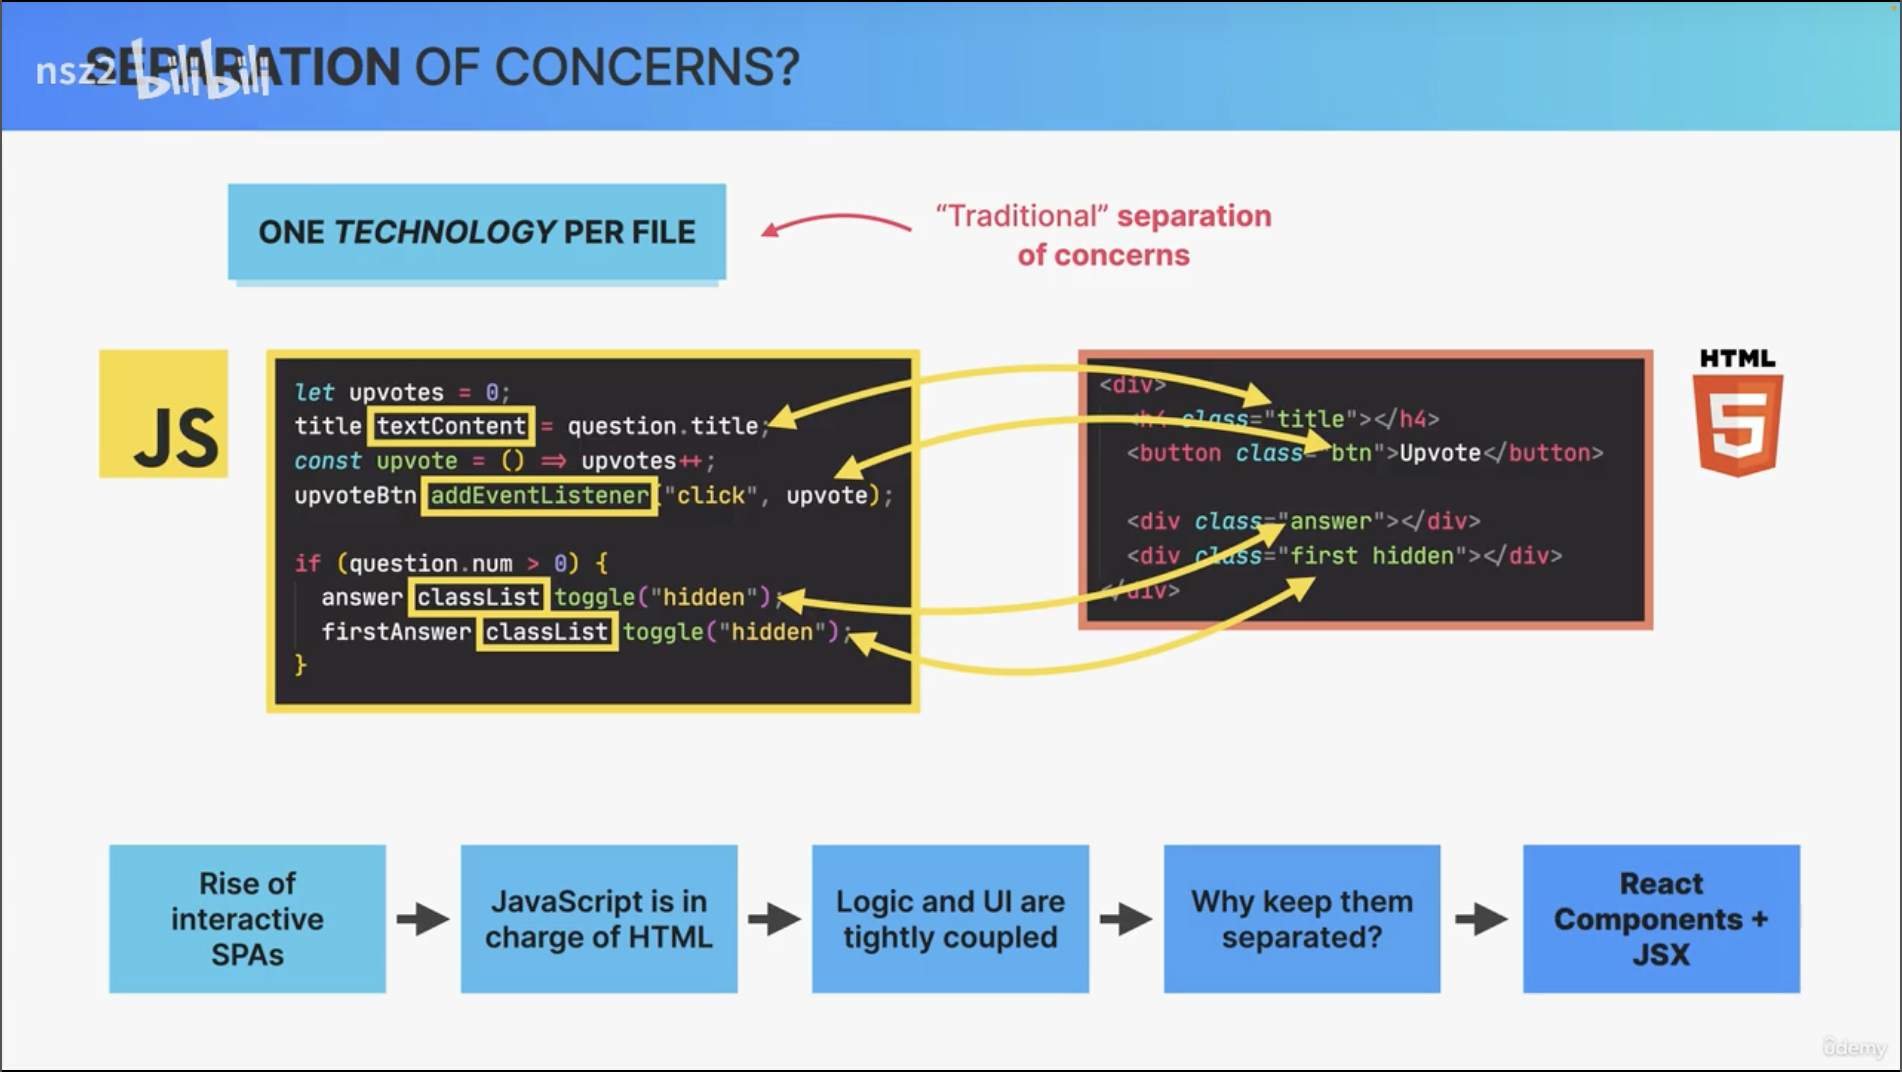 SEPARATION OF CONCERNS?
nsz2 bilibili
ONE TECHNOLOGY PER FILE
“Traditional” separation
of concerns
JS
let upvotes = 0;
title textContent = question.title;
const upvote = () => upvotes++;
upvoteBtn addEventListener("click", upvote);
if (question.num > 0) {
answer classList toggle("hidden");
firstAnswer classList toggle("hidden");
}
HTML
5
<div>
<h4 class="title"></h4>
<button class="btn">Upvote</button>
<div class="answer"></div>
<div class="first hidden"></div>
</div>
Rise of
interactive
SPAs
JavaScript is in
charge of HTML
Logic and UI are
tightly coupled
Why keep them
separated?
React
Components +
JSX
ûdemy